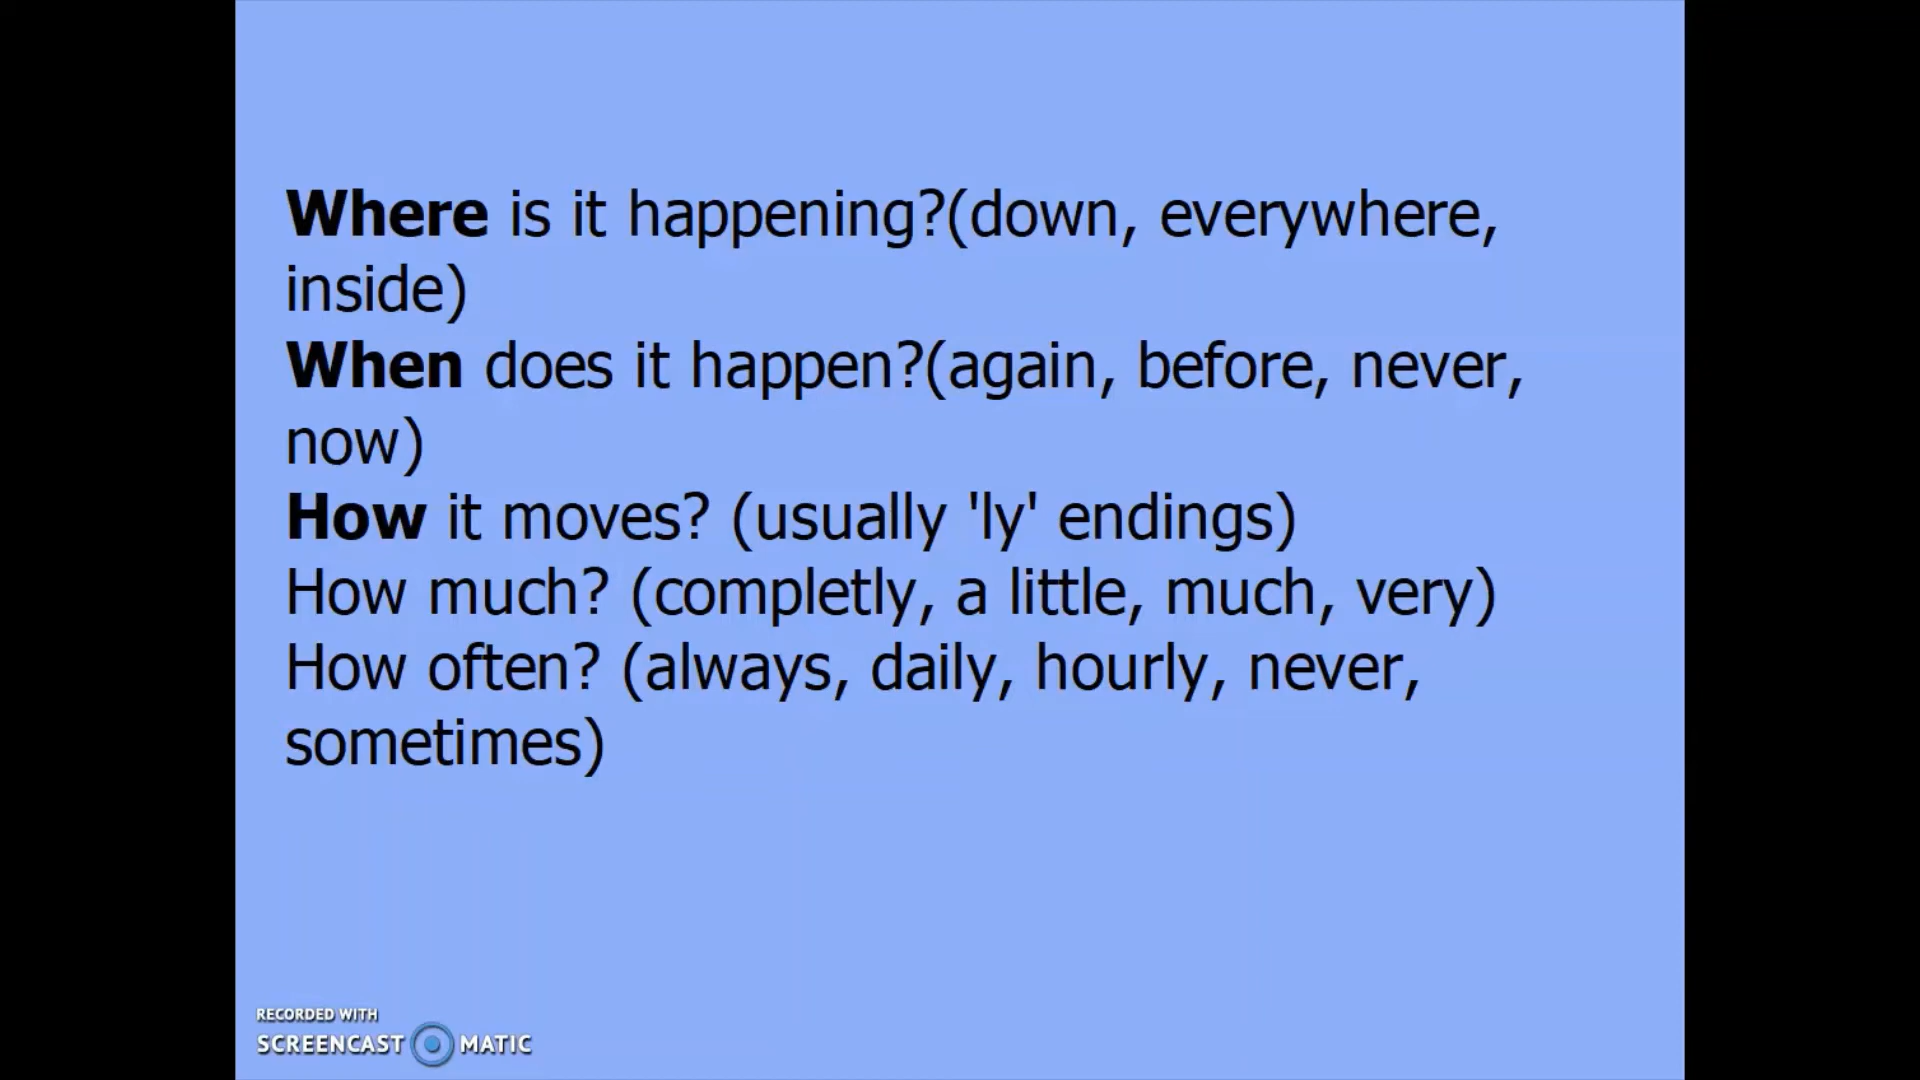 Where is it happening?(down, everywhere,
inside)
When does it happen?(again, before, never,
now)
How it moves? (usually 'ly' endings)
How much? (completly, a little, much, very)
How often? (always, daily, hourly, never,
sometimes)
RECORDED WITH
SCREENCAST MATIC